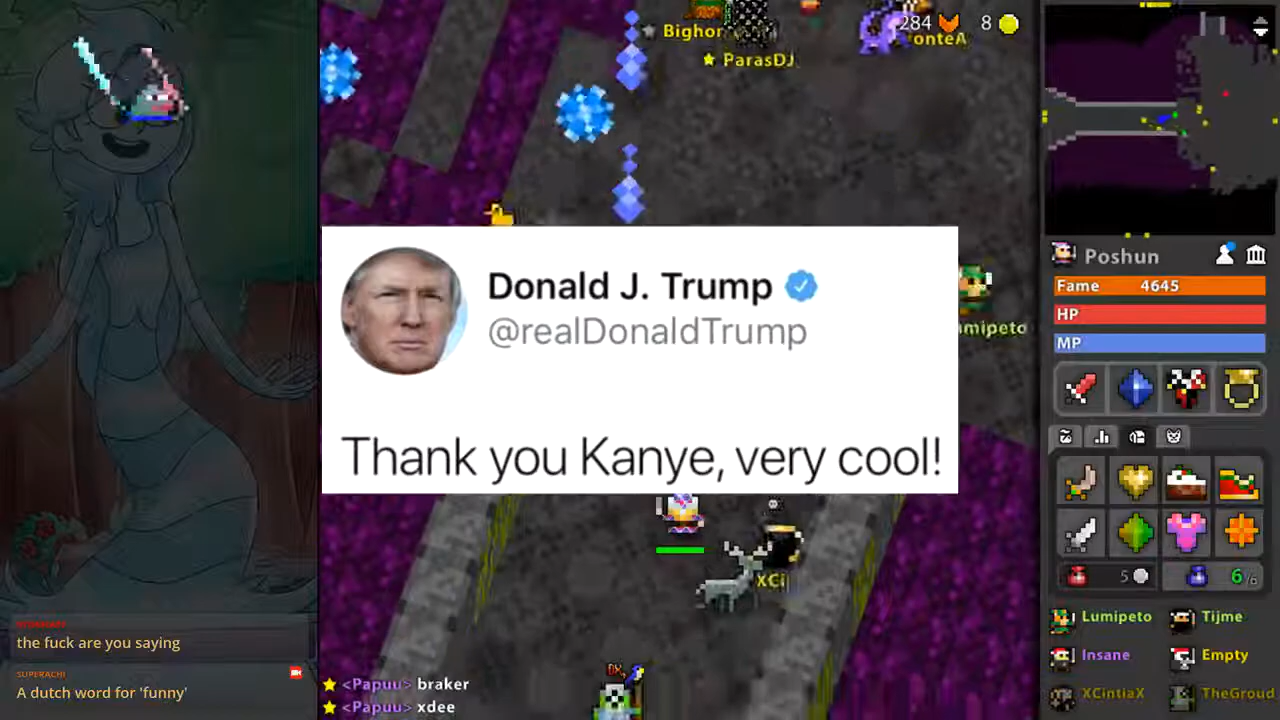 284 8
Bighor
onteA
ParasDJ
Donald J. Trump
@realDonaldTrump
Thank you Kanye, very cool!
mipeto
XCi
the fuck are you saying
SUPERACHI
A dutch word for 'funny'
<Papuu> braker
<Papuu> xdee
Poshun
Fame 4645
HP
MP
5
6/6
Lumipeto Tijme
Insane Empty
XCintiaX TheGroud